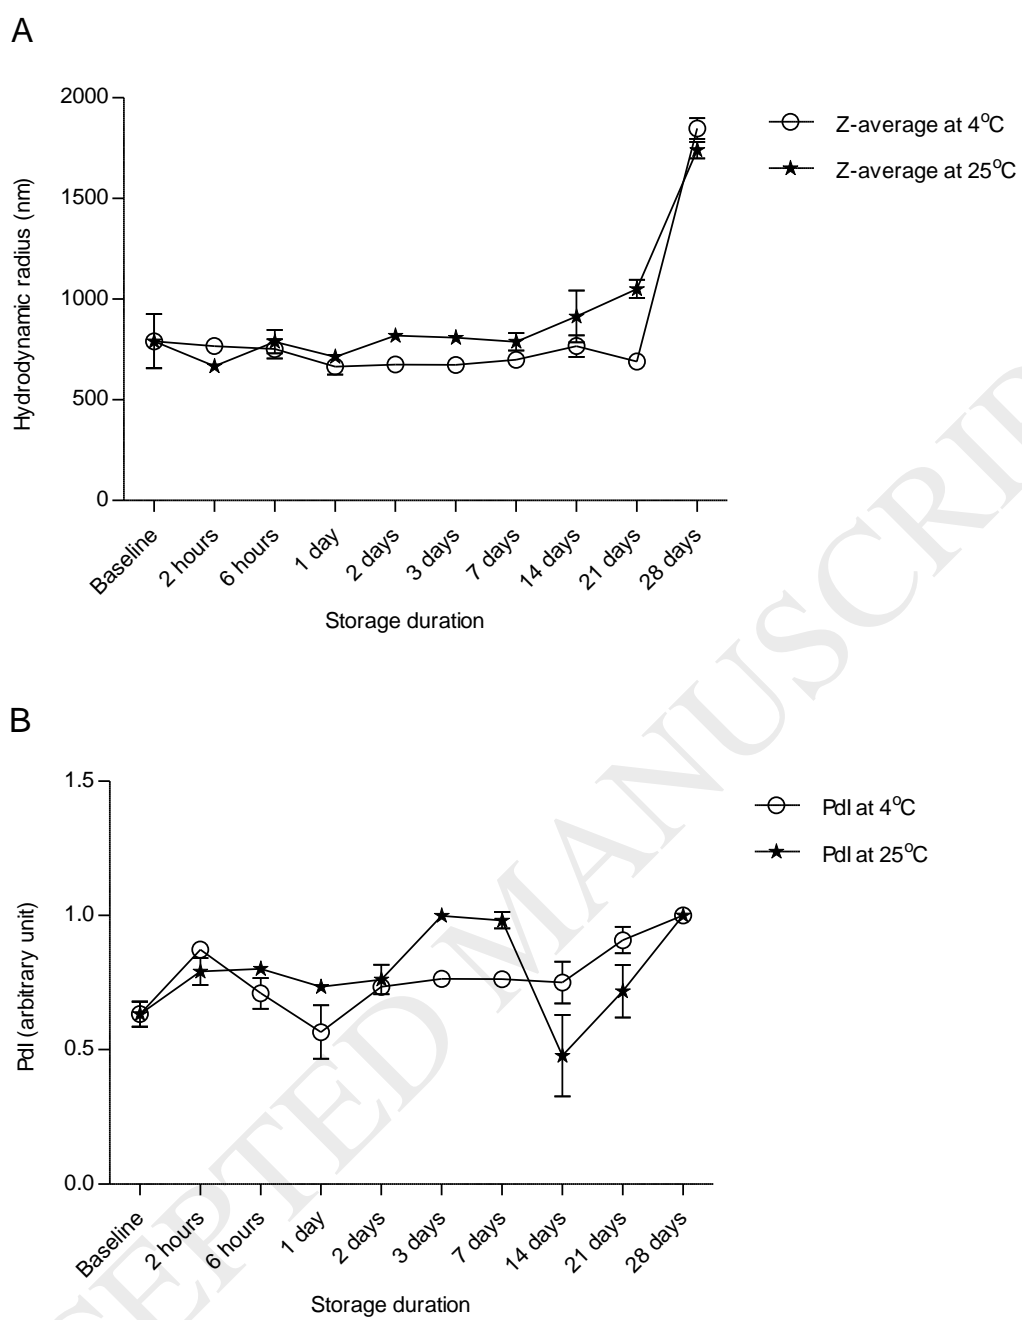 A
2000
1500
1000
500
0
Hydrodynamic radius (nm)
Z-average at 4°C
Z-average at 25°C
Baseline
2 hours
6 hours
1 day
2 days
3 days
7 days
14 days
21 days
28 days
Storage duration
B
1.5
1.0
0.5
0.0
PdI (arbitrary unit)
PdI at 4°C
PdI at 25°C
Baseline
2 hours
6 hours
1 day
2 days
3 days
7 days
14 days
21 days
28 days
Storage duration
CEPTED MANUSCRIP